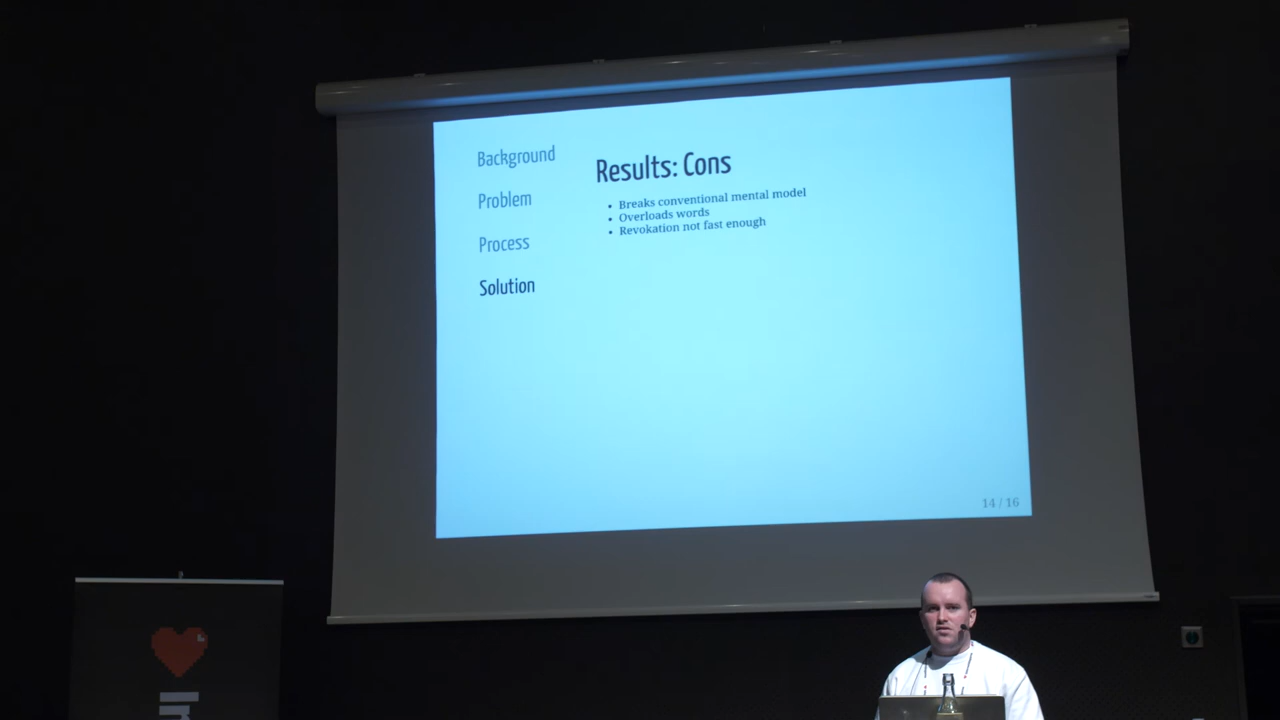 Background
Problem
Process
Solution
Results: Cons
Breaks conventional mental model
Overloads words
Revokation not fast enough
14 / 16